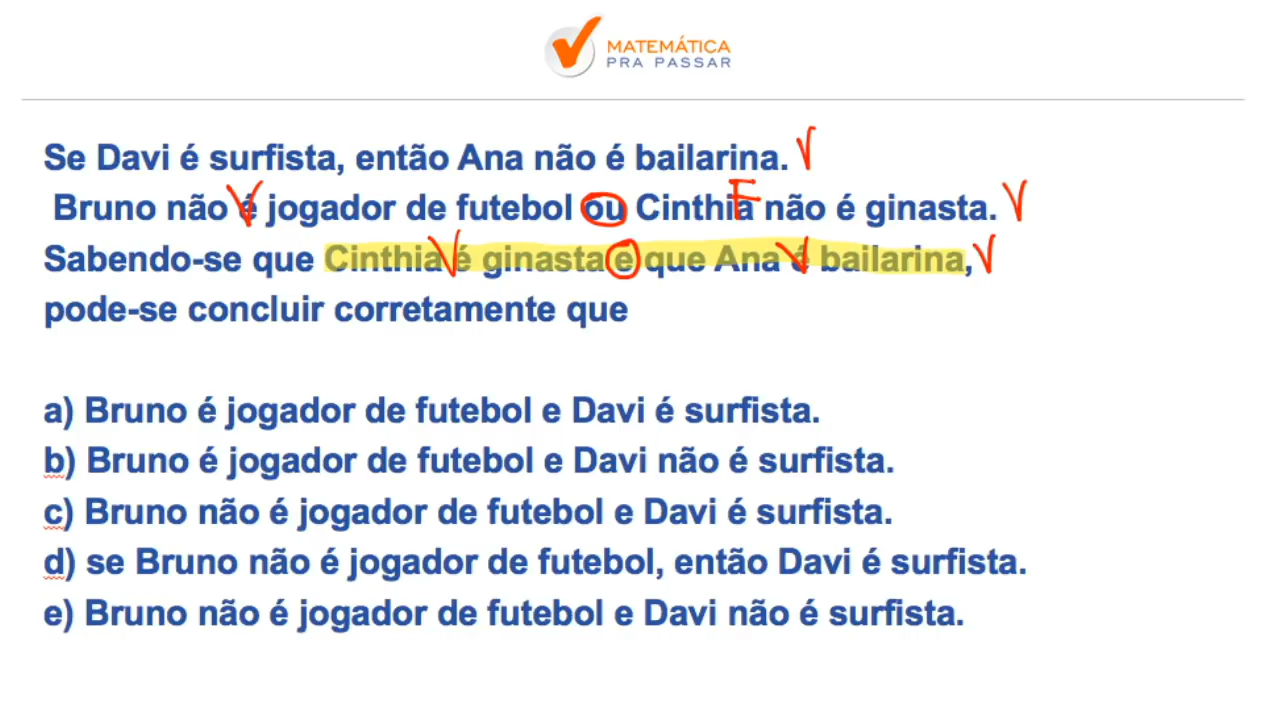 MATEMÁTICA
PRA PASSAR
Se Davi é surfista, então Ana não é bailarina. V
V F
Bruno não é jogador de futebol ou Cinthia não é ginasta. V
V V
Sabendo-se que Cinthia é ginasta e que Ana é bailarina, V
pode-se concluir corretamente que
a) Bruno é jogador de futebol e Davi é surfista.
b) Bruno é jogador de futebol e Davi não é surfista.
c) Bruno não é jogador de futebol e Davi é surfista.
d) se Bruno não é jogador de futebol, então Davi é surfista.
e) Bruno não é jogador de futebol e Davi não é surfista.